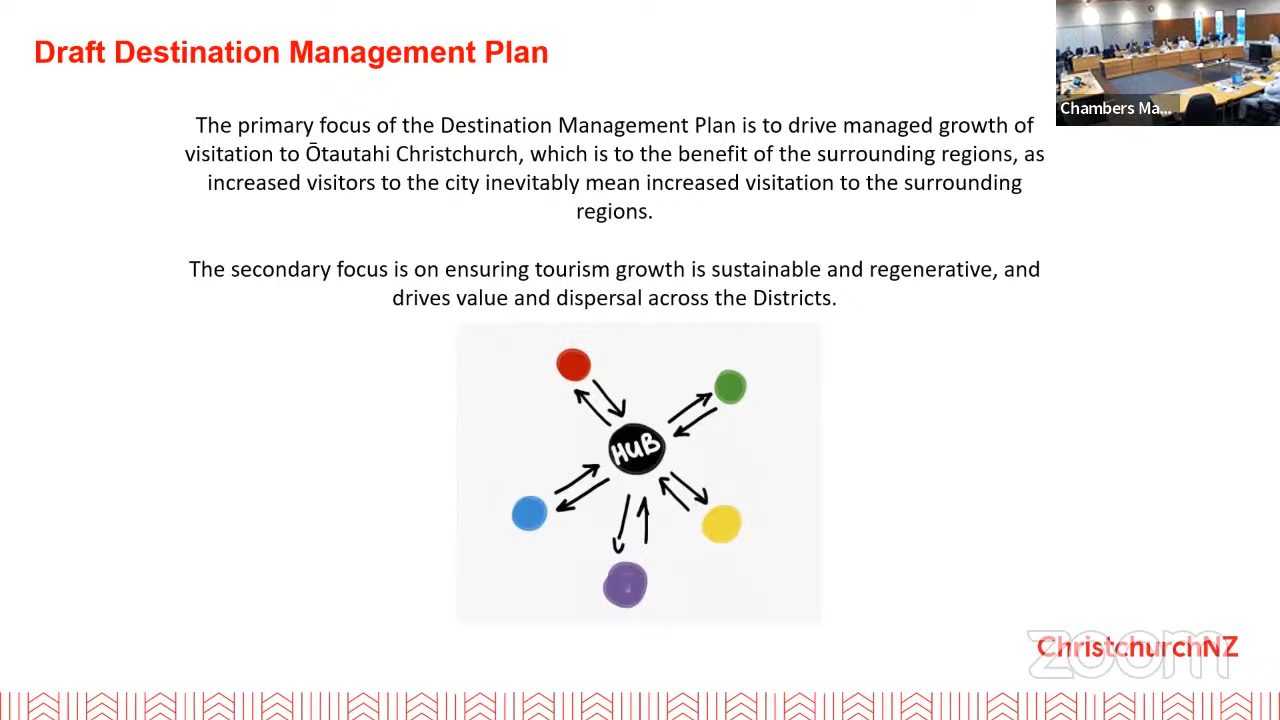 Draft Destination Management Plan
Chambers Ma...
The primary focus of the Destination Management Plan is to drive managed growth of
visitation to Ōtautahi Christchurch, which is to the benefit of the surrounding regions, as
increased visitors to the city inevitably mean increased visitation to the surrounding
regions.
The secondary focus is on ensuring tourism growth is sustainable and regenerative, and
drives value and dispersal across the Districts.
HUB
ChristchurchNZ
zoom